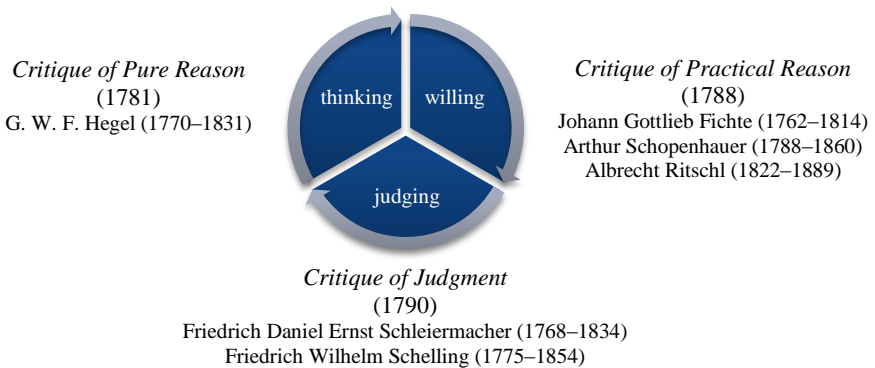 Critique of Pure Reason
(1781)
G. W. F. Hegel (1770–1831)
thinking
willing
judging
Critique of Practical Reason
(1788)
Johann Gottlieb Fichte (1762–1814)
Arthur Schopenhauer (1788–1860)
Albrecht Ritschl (1822–1889)
Critique of Judgment
(1790)
Friedrich Daniel Ernst Schleiermacher (1768–1834)
Friedrich Wilhelm Schelling (1775–1854)